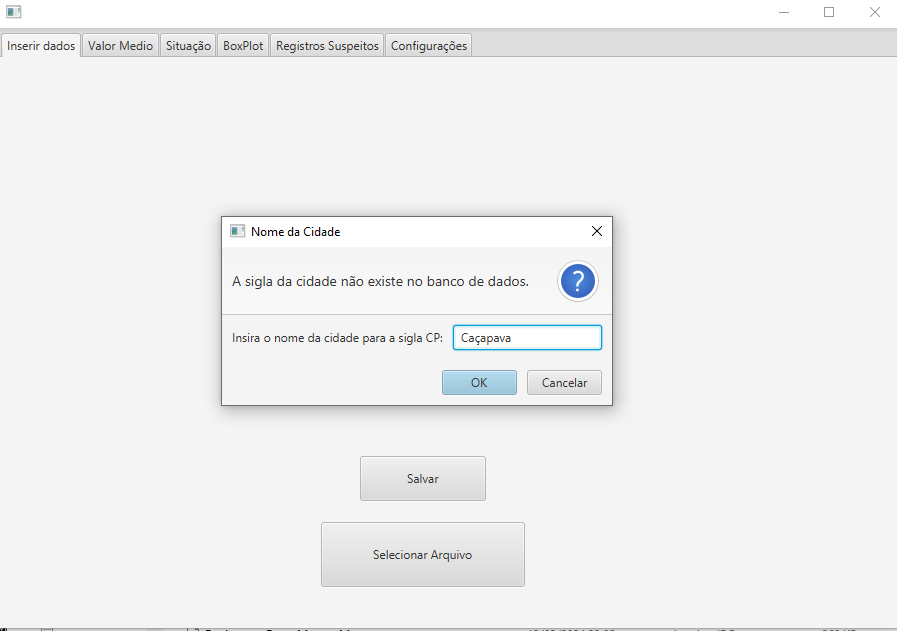 Inserir dados Valor Medio Situação BoxPlot Registros Suspeitos Configurações
Nome da Cidade
A sigla da cidade não existe no banco de dados.
?
Insira o nome da cidade para a sigla CP: Caçapava
OK Cancelar
Salvar
Selecionar Arquivo